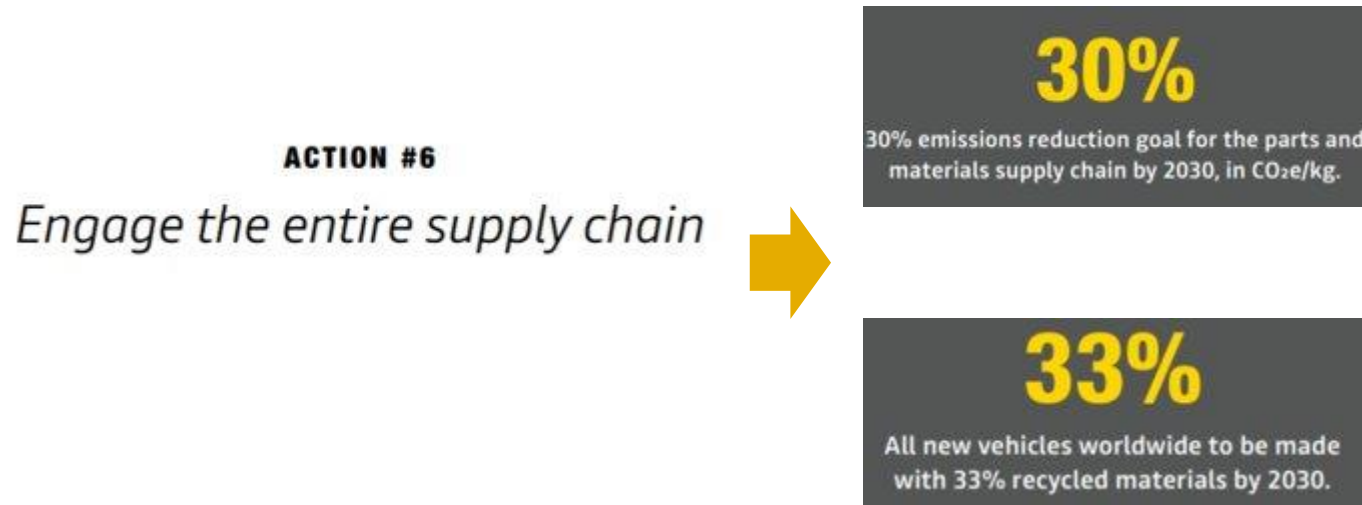 ACTION #6
Engage the entire supply chain
30%
30% emissions reduction goal for the parts and
materials supply chain by 2030, in CO₂e/kg.
33%
All new vehicles worldwide to be made
with 33% recycled materials by 2030.